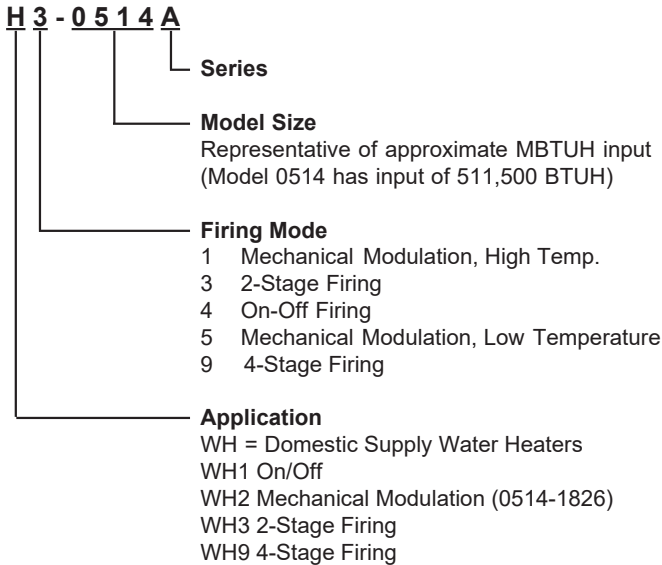 H 3 - 0 5 1 4 A
Series
Model Size
Representative of approximate MBTUH input
(Model 0514 has input of 511,500 BTUH)
Firing Mode
1 Mechanical Modulation, High Temp.
3 2-Stage Firing
4 On-Off Firing
5 Mechanical Modulation, Low Temperature
9 4-Stage Firing
Application
WH = Domestic Supply Water Heaters
WH1 On/Off
WH2 Mechanical Modulation (0514-1826)
WH3 2-Stage Firing
WH9 4-Stage Firing